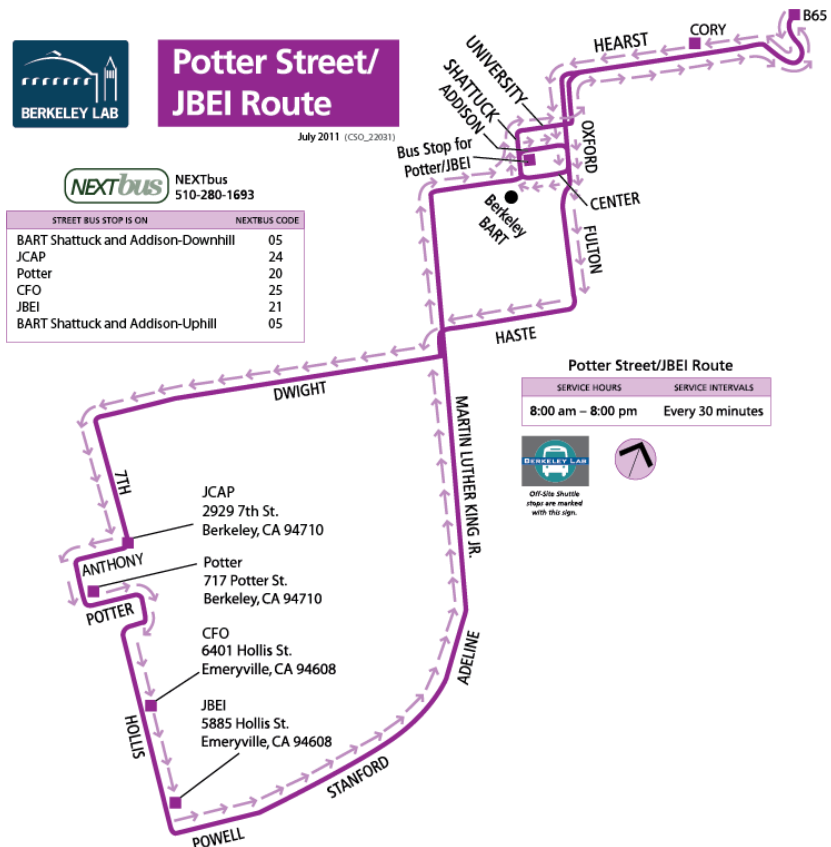 BERKELEY LAB
Potter Street/
JBEI Route
July 2011 (CSO_22031)
B65
CORY
HEARST
UNIVERSITY
SHATTUCK
ADDISON
OXFORD
Bus Stop for
Potter/JBEI
CENTER
Berkeley
BART
FULTON
HASTE
NEXTbus
NEXTbus
510-280-1693
STREET BUS STOP IS ON NEXTBUS CODE
BART Shattuck and Addison-Downhill 05
JCAP 24
Potter 20
CFO 25
JBEI 21
BART Shattuck and Addison-Uphill 05
Potter Street/JBEI Route
SERVICE HOURS SERVICE INTERVALS
8:00 am – 8:00 pm Every 30 minutes
BERKELEY LAB
Off-Site Shuttle
stops are marked
with this sign.
DWIGHT
MARTIN LUTHER KING JR.
7TH
JCAP
2929 7th St.
Berkeley, CA 94710
ANTHONY
Potter
717 Potter St.
Berkeley, CA 94710
POTTER
CFO
6401 Hollis St.
Emeryville, CA 94608
ADELINE
JBEI
5885 Hollis St.
Emeryville, CA 94608
HOLLIS
STANFORD
POWELL